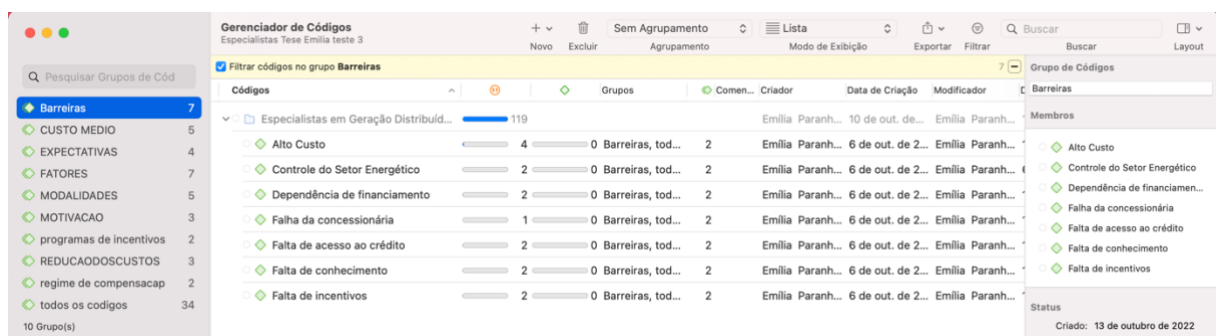 Gerenciador de Códigos
Especialistas Tese Emilia teste 3
Novo Excluir
Sem Agrupamento
Agrupamento
Lista
Modo de Exibição
Exportar Filtrar
Buscar
Buscar
Layout
Pesquisar Grupos de Cód
Barreiras 7
CUSTO MEDIO 5
EXPECTATIVAS 4
FATORES 7
MODALIDADES 5
MOTIVACAO 3
programas de incentivos 2
REDUCAODOSCUSTOS 3
regime de compensacap 2
todos os codigos 34
10 Grupo(s)
Filtrar códigos no grupo Barreiras 7
Códigos Grupos Comen... Criador Data de Criação Modificador D
Especialistas em Geração Distribuíd... 119 Emília Paranh... 10 de out. de... Emília Paranh...
Alto Custo 4 0 Barreiras, tod... 2 Emília Paranh... 6 de out. de 2... Emília Paranh...
Controle do Setor Energético 2 0 Barreiras, tod... 2 Emília Paranh... 6 de out. de 2... Emília Paranh...
Dependência de financiamento 2 0 Barreiras, tod... 2 Emília Paranh... 6 de out. de 2... Emília Paranh...
Falha da concessionária 1 0 Barreiras, tod... 2 Emília Paranh... 6 de out. de 2... Emília Paranh...
Falta de acesso ao crédito 2 0 Barreiras, tod... 2 Emília Paranh... 6 de out. de 2... Emília Paranh...
Falta de conhecimento 2 0 Barreiras, tod... 2 Emília Paranh... 6 de out. de 2... Emília Paranh...
Falta de incentivos 2 0 Barreiras, tod... 2 Emília Paranh... 6 de out. de 2... Emília Paranh...
Grupo de Códigos
Barreiras
Membros
Alto Custo
Controle do Setor Energético
Dependência de financiamen...
Falha da concessionária
Falta de acesso ao crédito
Falta de conhecimento
Falta de incentivos
Status
Criado: 13 de outubro de 2022